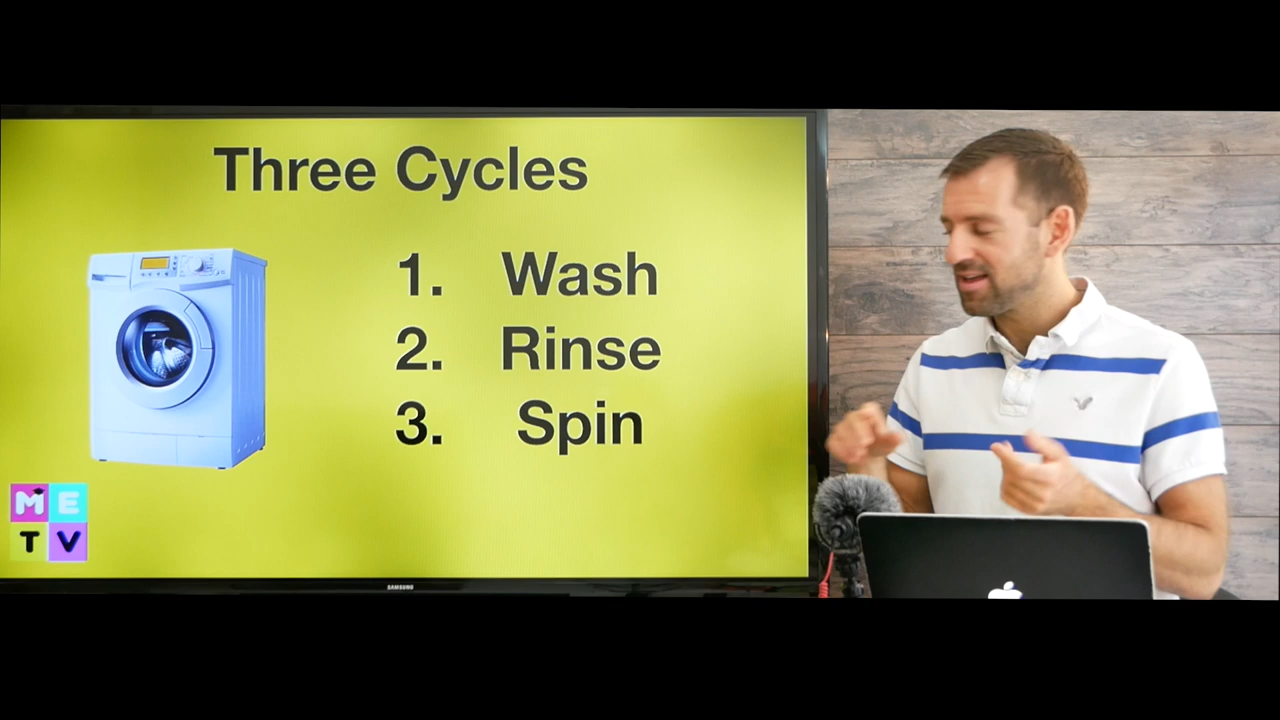 Three Cycles
1. Wash
2. Rinse
3. Spin
M E
T V
SAMSUNG